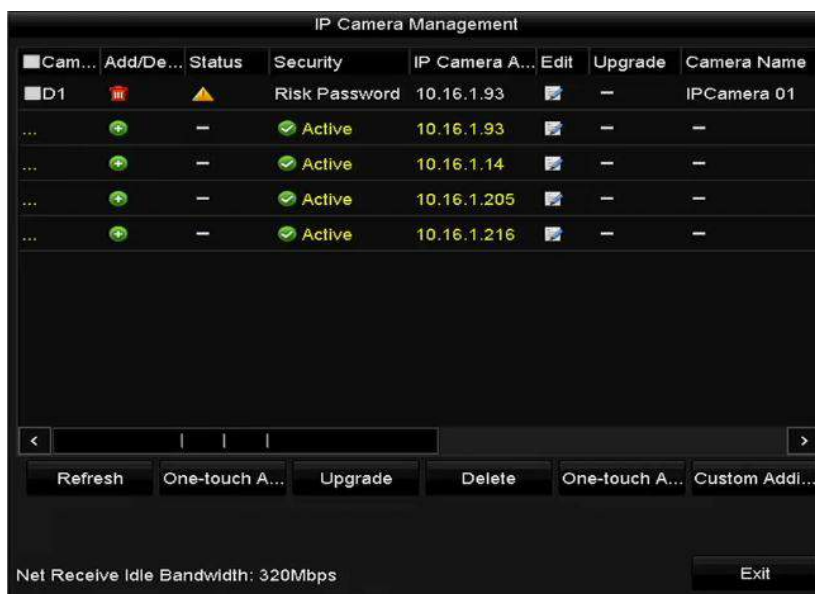 IP Camera Management
Cam... Add/De... Status Security IP Camera A... Edit Upgrade Camera Name
D1 Risk Password 10.16.1.93 — IPCamera 01
... — Active 10.16.1.93 — —
... — Active 10.16.1.14 — —
... — Active 10.16.1.205 — —
... — Active 10.16.1.216 — —
Refresh One-touch A... Upgrade Delete One-touch A... Custom Addi...
Net Receive Idle Bandwidth: 320Mbps Exit